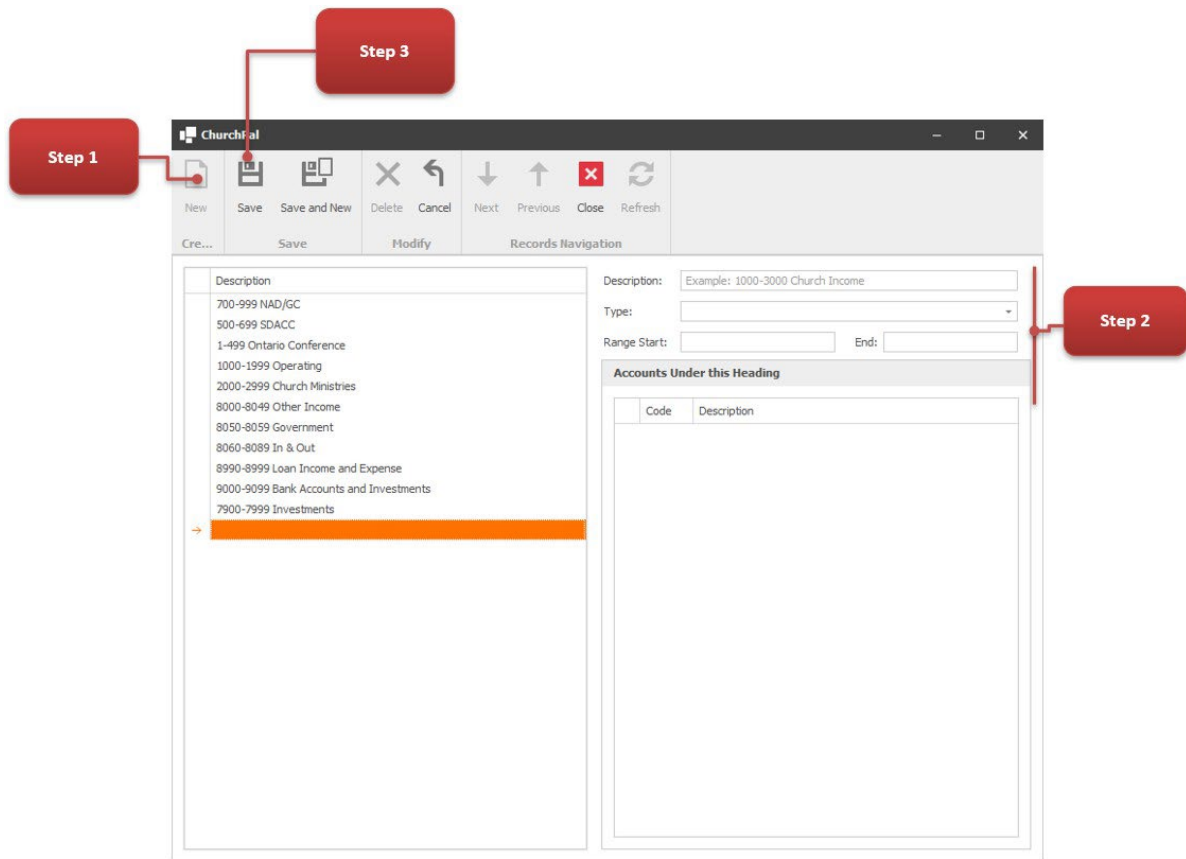 Step 3
Step 1
ChurchPal
New
Save
Save and New
Delete
Cancel
Next
Previous
Close
Refresh
Cre...
Save
Modify
Records Navigation
Description
700-999 NAD/GC
500-699 SDACC
1-499 Ontario Conference
1000-1999 Operating
2000-2999 Church Ministries
8000-8049 Other Income
8050-8059 Government
8060-8089 In & Out
8990-8999 Loan Income and Expense
9000-9099 Bank Accounts and Investments
7900-7999 Investments
Description: Example: 1000-3000 Church Income
Type:
Range Start: End:
Accounts Under this Heading
Code Description
Step 2